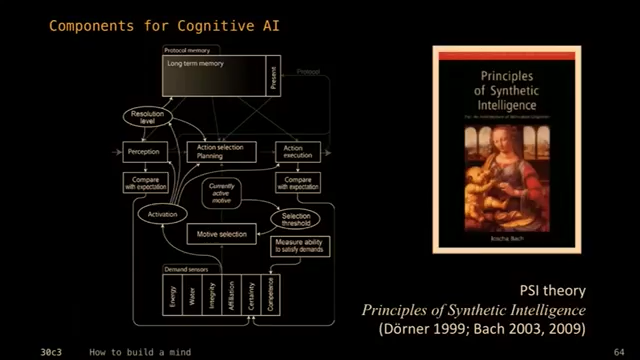 Components for Cognitive AI
Protocol memory
Long term memory
Present
Protocol
Resolution
level
Perception
Action selection
Planning
Action
execution
Compare
with expectation
Currently
active
motive
Compare
with expectation
Activation
Selection
threshold
Motive selection
Measure ability
to satisfy demands
Demand sensors
Energy
Water
Integrity
Affiliation
Certainty
Competence
Principles
of Synthetic
Intelligence
Joscha Bach
PSI theory
Principles of Synthetic Intelligence
(Dörner 1999; Bach 2003, 2009)
30c3
How to build a mind
64